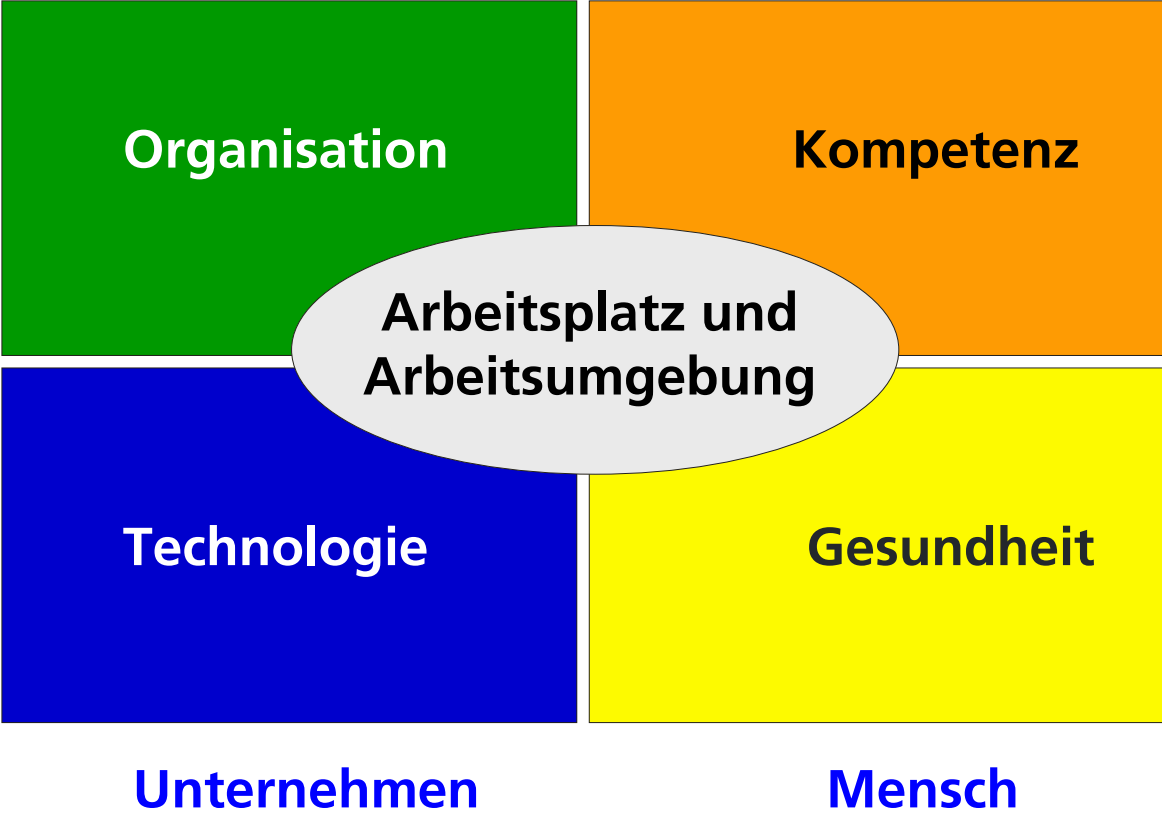 Organisation
Kompetenz
Arbeitsplatz und
Arbeitsumgebung
Technologie
Gesundheit
Unternehmen
Mensch